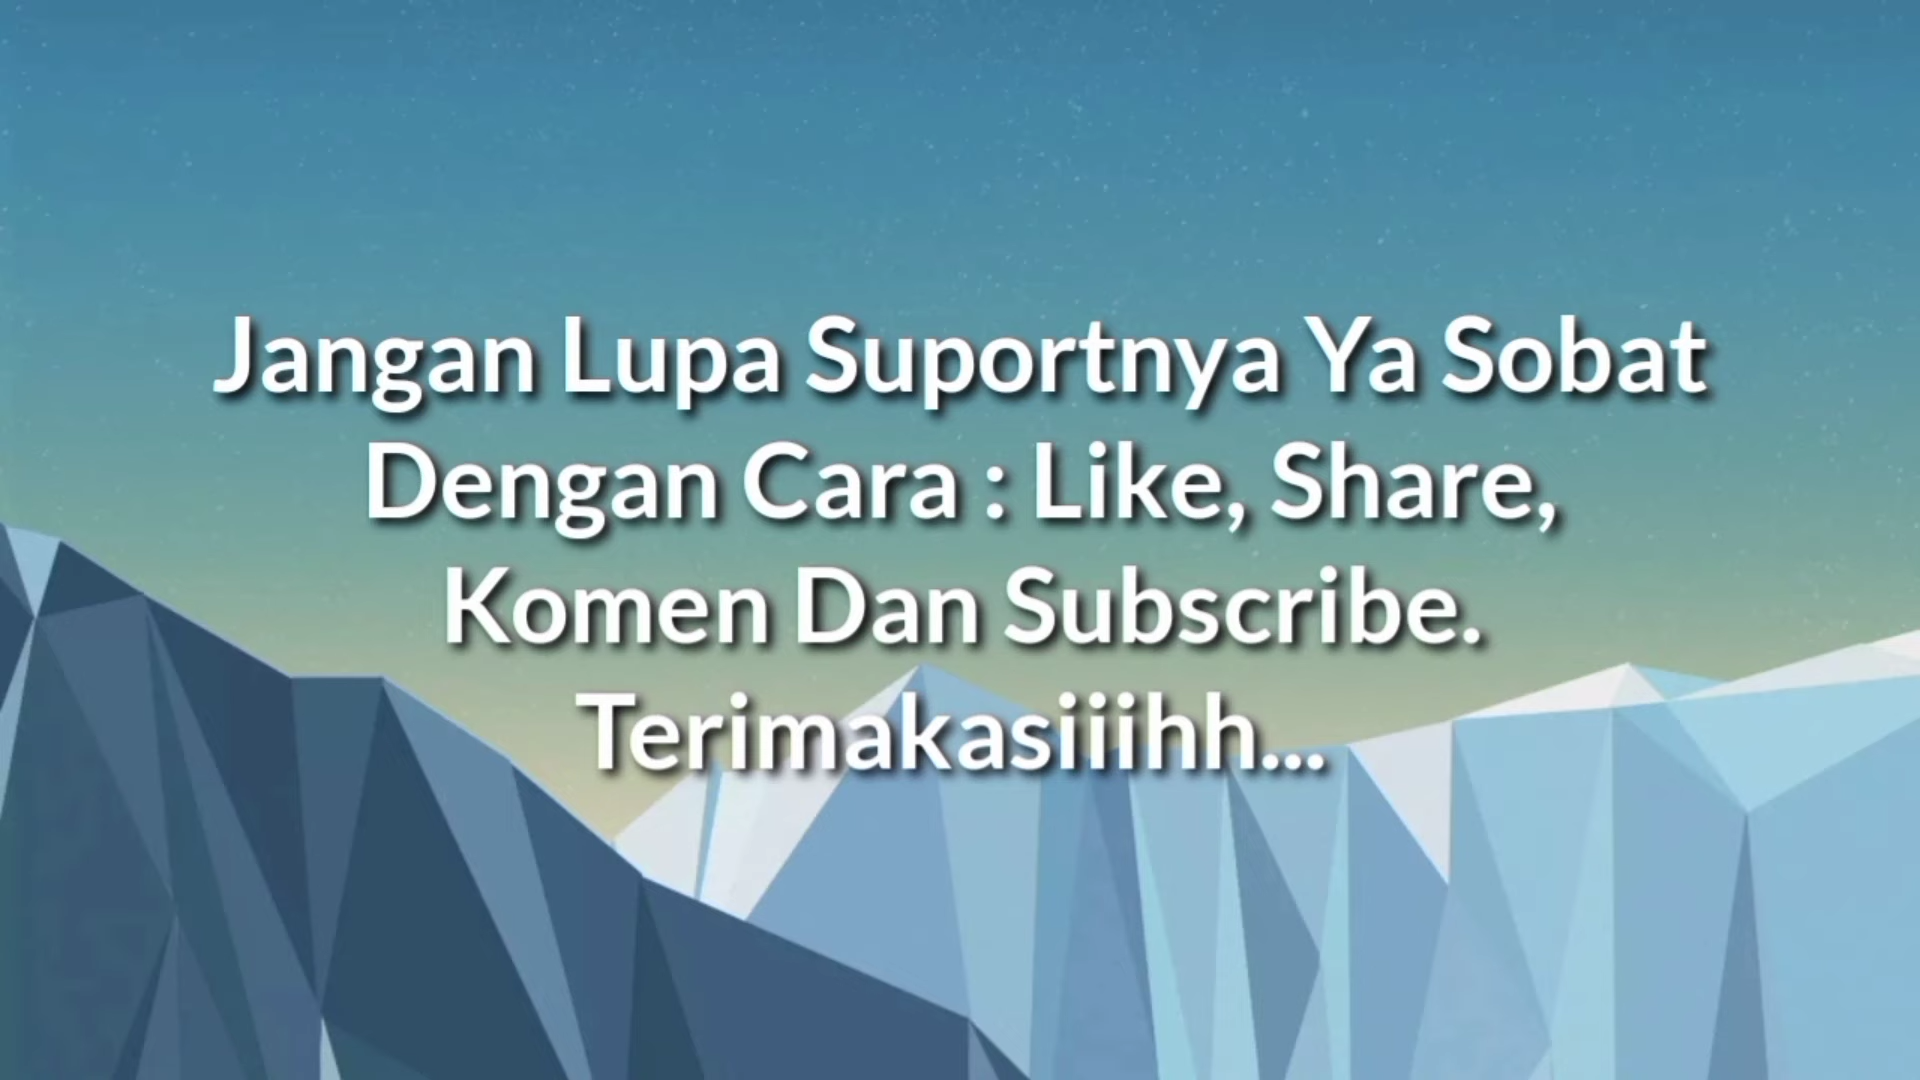 Jangan Lupa Suportnya Ya Sobat
Dengan Cara : Like, Share,
Komen Dan Subscribe.
Terimakasiiihh...